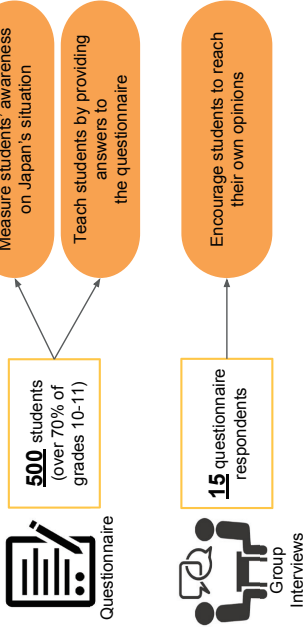 Questionnaire
500 students
(over 70% of
grades 10-11)
Measure students' awareness
on Japan's situation
Teach students by providing
answers to
the questionnaire
Group
Interviews
15 questionnaire
respondents
Encourage students to reach
their own opinions